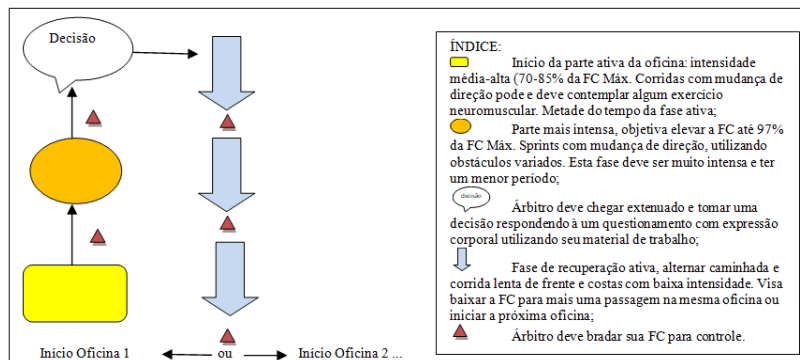 Decisão
Início Oficina 1
ou
Início Oficina 2 ...
ÍNDICE:
Início da parte ativa da oficina: intensidade
média-alta (70-85% da FC Máx. Corridas com mudança de
direção pode e deve contemplar algum exercício
neuromuscular. Metade do tempo da fase ativa;
Parte mais intensa, objetiva elevar a FC até 97%
da FC Máx. Sprints com mudança de direção, utilizando
obstáculos variados. Esta fase deve ser muito intensa e ter
um menor período;
decisão
Árbitro deve chegar extenuado e tomar uma
decisão respondendo à um questionamento com expressão
corporal utilizando seu material de trabalho;
Fase de recuperação ativa, alternar caminhada e
corrida lenta de frente e costas com baixa intensidade. Visa
baixar a FC para mais uma passagem na mesma oficina ou
iniciar a próxima oficina;
Árbitro deve bradar sua FC para controle.